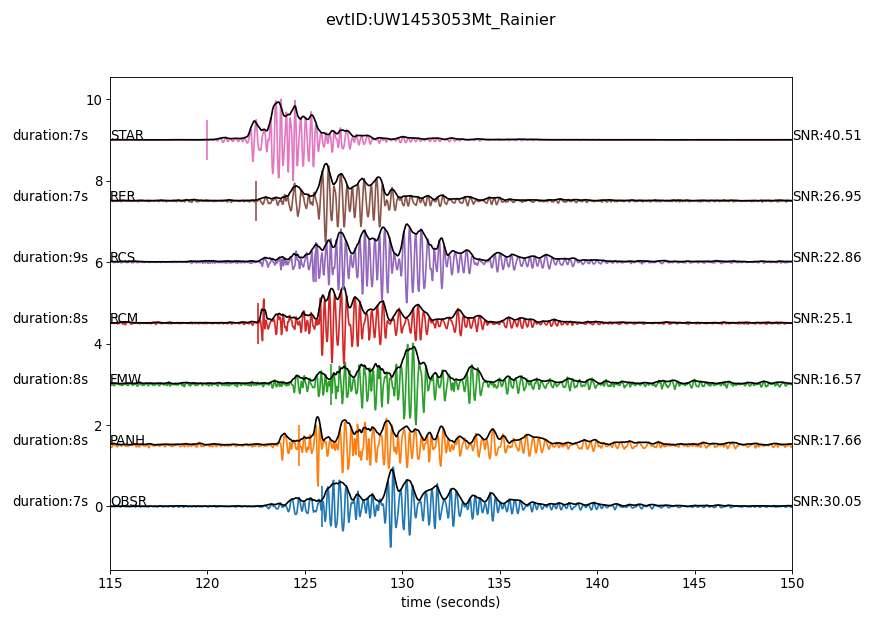 evtID:UW1453053Mt_Rainier
10
duration:7s STAR SNR:40.51
8
duration:7s RER SNR:26.95
duration:9s RCS SNR:22.86
6
duration:8s RCM SNR:25.1
4
duration:8s EMW SNR:16.57
2
duration:8s PANH SNR:17.66
duration:7s OBSR SNR:30.05
0
115 120 125 130 135 140 145 150
time (seconds)